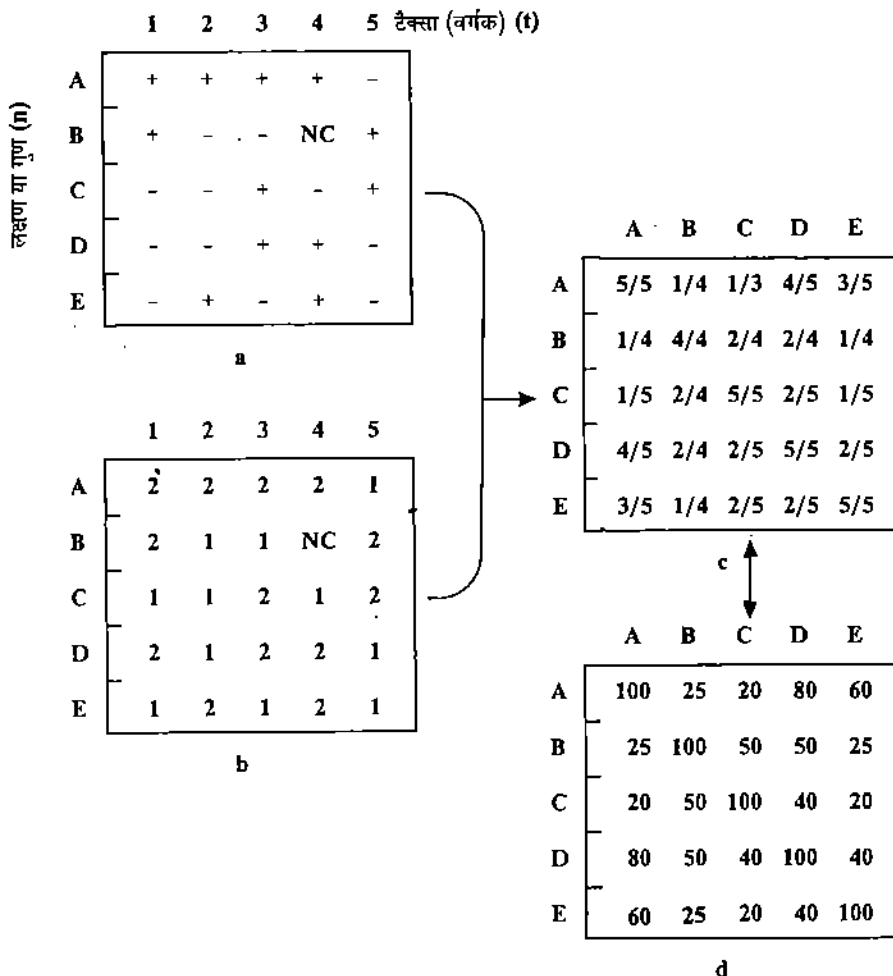 1 2 3 4 5 टैक्सा (वर्गक) (t)
लक्षण या गुण (n)
A + + + + -
B + - - NC +
C - - + - +
D - - + + -
E - + - + -
a
1 2 3 4 5
A 2 2 2 2 1
B 2 1 1 NC 2
C 1 1 2 1 2
D 2 1 2 2 1
E 1 2 1 2 1
b
A B C D E
A 5/5 1/4 1/3 4/5 3/5
B 1/4 4/4 2/4 2/4 1/4
C 1/5 2/4 5/5 2/5 1/5
D 4/5 2/4 2/5 5/5 2/5
E 3/5 1/4 2/5 2/5 5/5
c
A B C D E
A 100 25 20 80 60
B 25 100 50 50 25
C 20 50 100 40 20
D 80 50 40 100 40
E 60 25 20 40 100
d